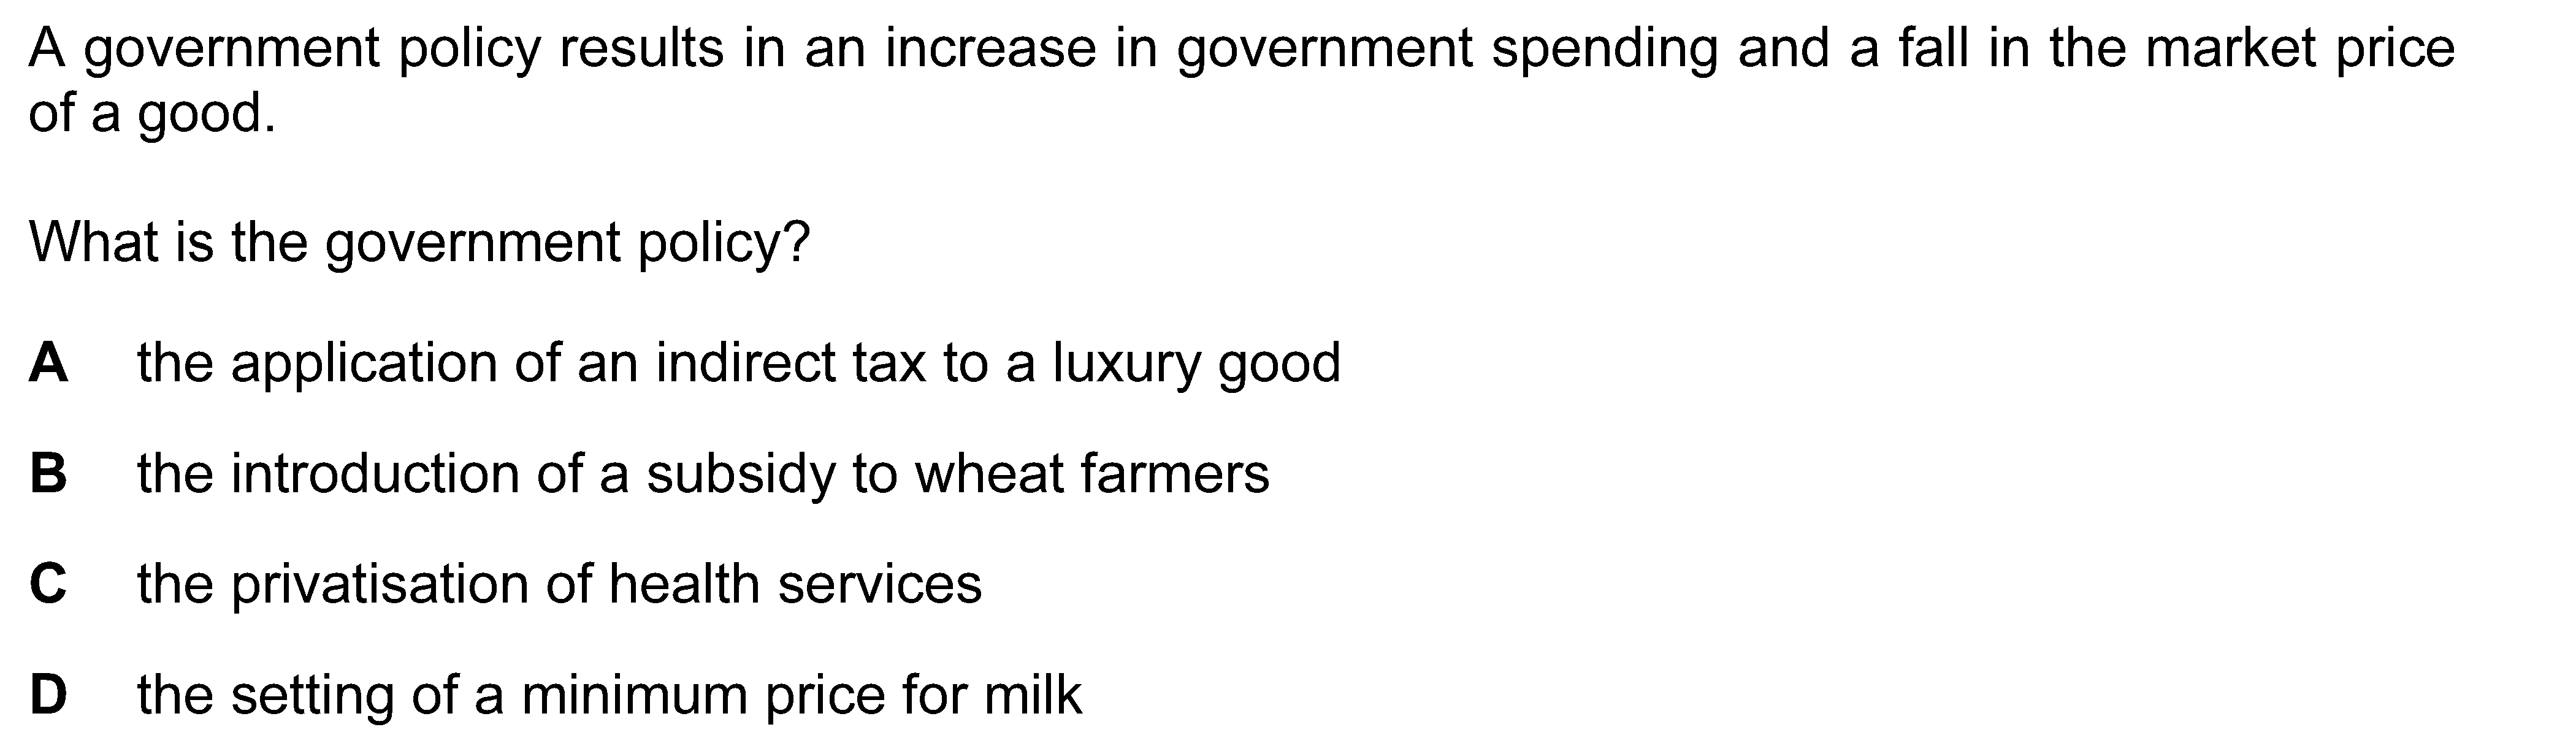 A government policy results in an increase in government spending and a fall in the market price
of a good.
What is the government policy?
A the application of an indirect tax to a luxury good
B the introduction of a subsidy to wheat farmers
C the privatisation of health services
D the setting of a minimum price for milk